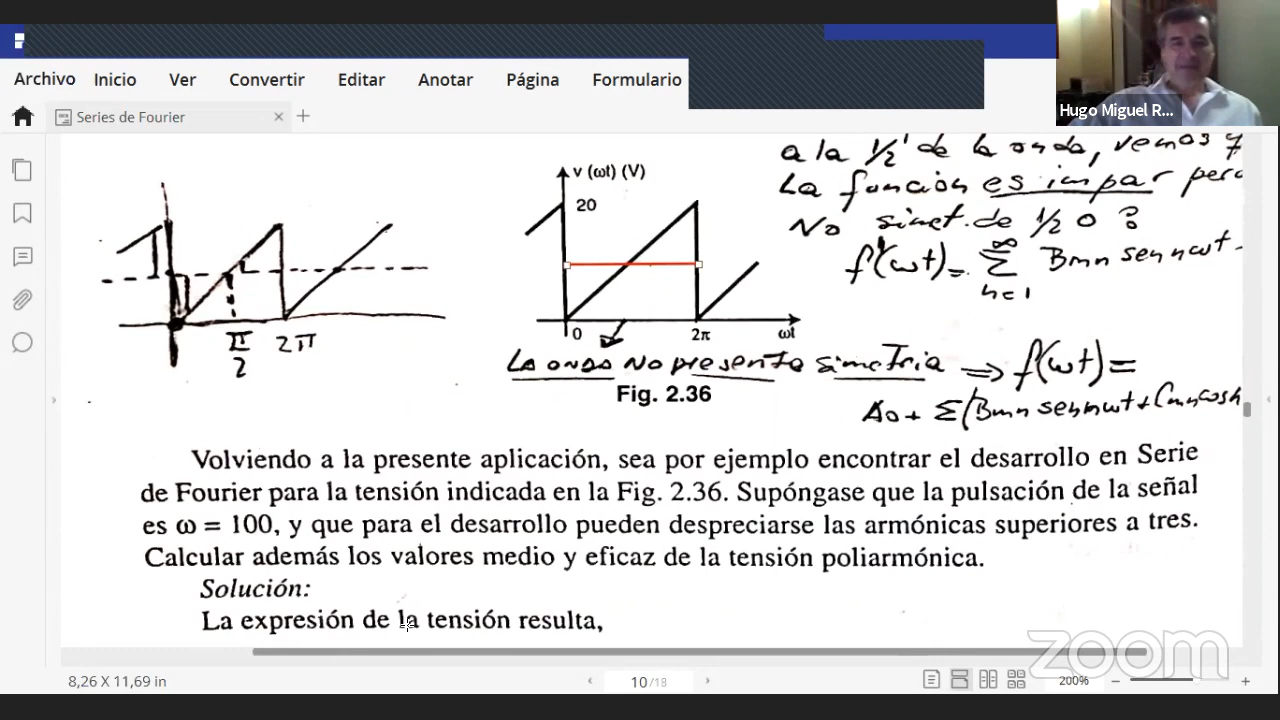 Archivo Inicio Ver Convertir Editar Anotar Página Formulario
Hugo Miguel R...
Series de Fourier
a la 1/2' de la onda, vemos
La función es impar pero
No simet. de 1/2 0 ?
f'(ωt) = ∑ Bmn sen nωt -
∞
n=1
v (ωt) (V)
20
0
2π
ωt
π/2
2π
La onda No presenta simetria ⇒ f(ωt) =
Fig. 2.36
A0 + Σ(Bmn sen nωt + Cmn cos
Volviendo a la presente aplicación, sea por ejemplo encontrar el desarrollo en Serie
de Fourier para la tensión indicada en la Fig. 2.36. Supóngase que la pulsación de la señal
es ω = 100, y que para el desarrollo pueden despreciarse las armónicas superiores a tres.
Calcular además los valores medio y eficaz de la tensión poliarmónica.
Solución:
La expresión de la tensión resulta,
zoom
8,26 X 11,69 in
10 /18
200%